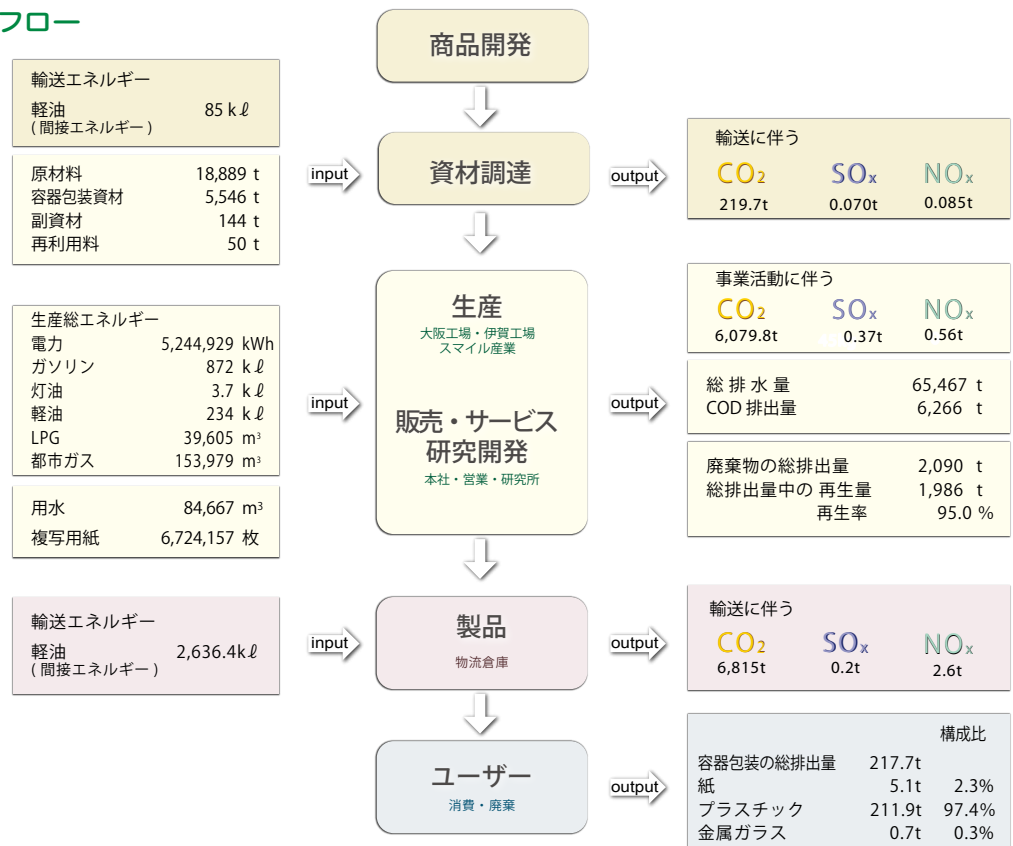 フロー
商品開発
輸送エネルギー
軽油 85 kℓ
(間接エネルギー)
原材料 18,889 t
容器包装資材 5,546 t
副資材 144 t
再利用料 50 t
input
資材調達
output
輸送に伴う
CO2 SOx NOx
219.7t 0.070t 0.085t
生産総エネルギー
電力 5,244,929 kWh
ガソリン 872 kℓ
灯油 3.7 kℓ
軽油 234 kℓ
LPG 39,605 m³
都市ガス 153,979 m³
用水 84,667 m³
複写用紙 6,724,157 枚
input
生産
大阪工場・伊賀工場
スマイル産業
販売・サービス
研究開発
本社・営業・研究所
output
事業活動に伴う
CO2 SOx NOx
6,079.8t 0.37t 0.56t
総排水量 65,467 t
COD排出量 6,266 t
廃棄物の総排出量 2,090 t
総排出量中の 再生量 1,986 t
再生率 95.0 %
輸送エネルギー
軽油 2,636.4kℓ
(間接エネルギー)
input
製品
物流倉庫
output
輸送に伴う
CO2 SOx NOx
6,815t 0.2t 2.6t
ユーザー
消費・廃棄
output
構成比
容器包装の総排出量 217.7t
紙 5.1t 2.3%
プラスチック 211.9t 97.4%
金属ガラス 0.7t 0.3%